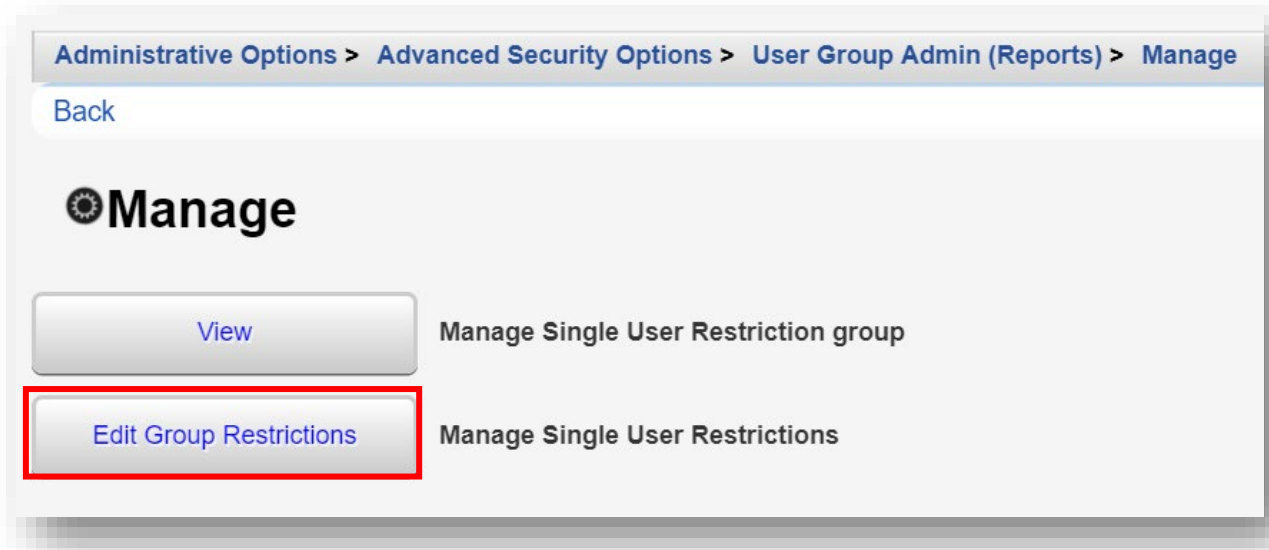 Administrative Options > Advanced Security Options > User Group Admin (Reports) > Manage
Back
Manage
View Manage Single User Restriction group
Edit Group Restrictions Manage Single User Restrictions